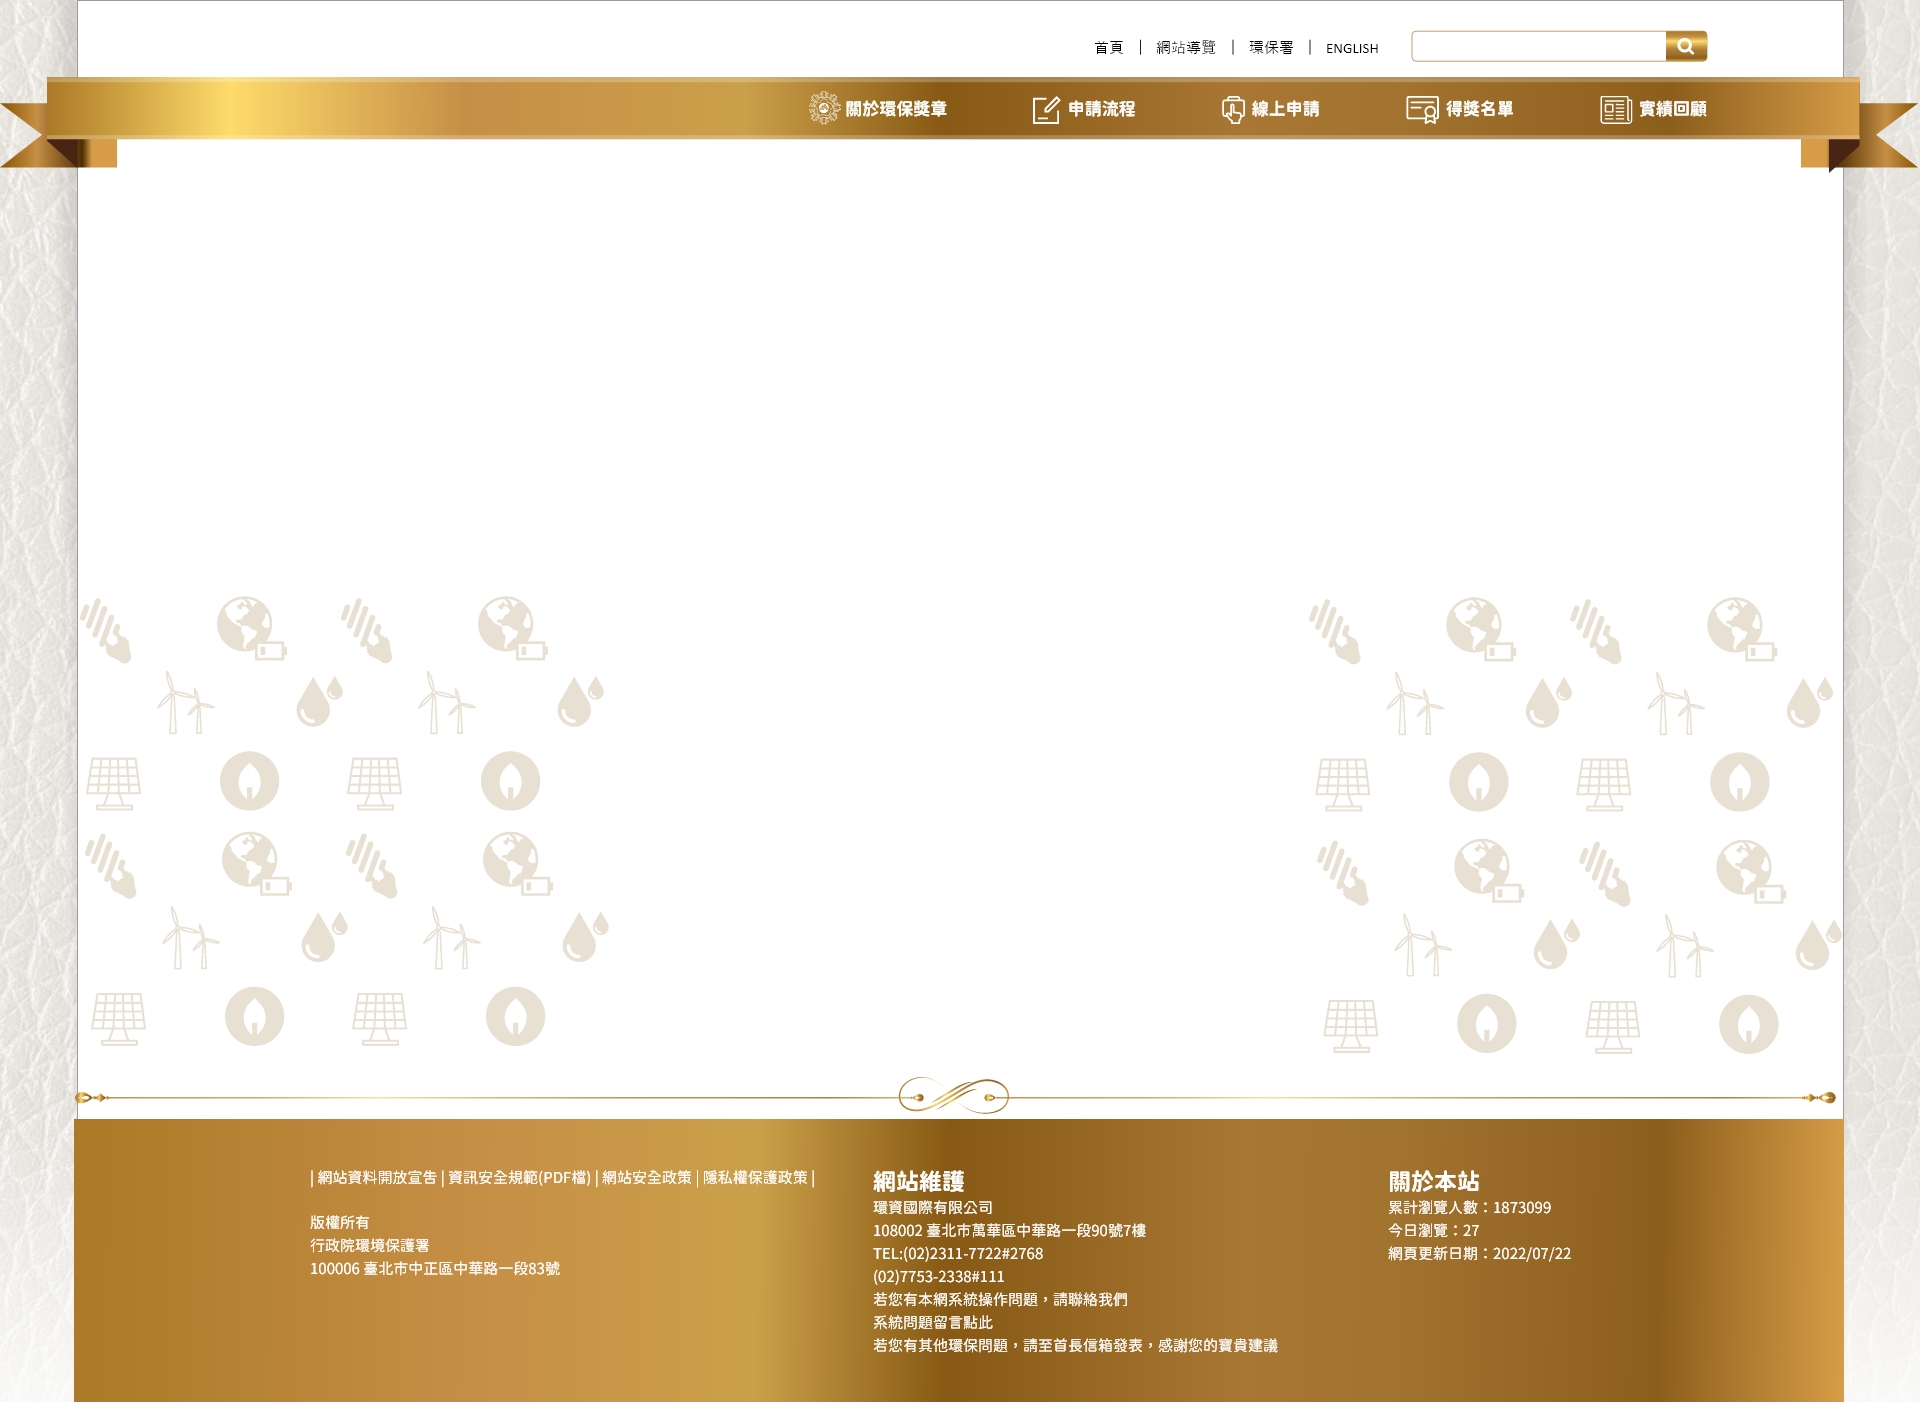 首頁 | 網站導覽 | 環保署 | ENGLISH
關於環保獎章 申請流程 線上申請 得獎名單 實績回顧
| 網站資料開放宣告 | 資訊安全規範(PDF檔) | 網站安全政策 | 隱私權保護政策 |
版權所有
行政院環境保護署
100006 臺北市中正區中華路一段83號
網站維護
環資國際有限公司
108002 臺北市萬華區中華路一段90號7樓
TEL:(02)2311-7722#2768
(02)7753-2338#111
若您有本網系統操作問題，請聯絡我們
系統問題留言點此
若您有其他環保問題，請至首長信箱發表，感謝您的寶貴建議
關於本站
累計瀏覽人數：1873099
今日瀏覽：27
網頁更新日期：2022/07/22